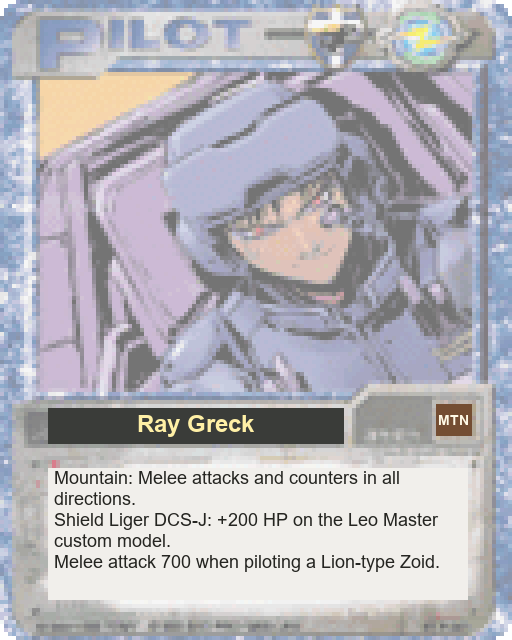 PILOT
Ray Greck
MTN
Mountain: Melee attacks and counters in all
directions.
Shield Liger DCS-J: +200 HP on the Leo Master
custom model.
Melee attack 700 when piloting a Lion-type Zoid.